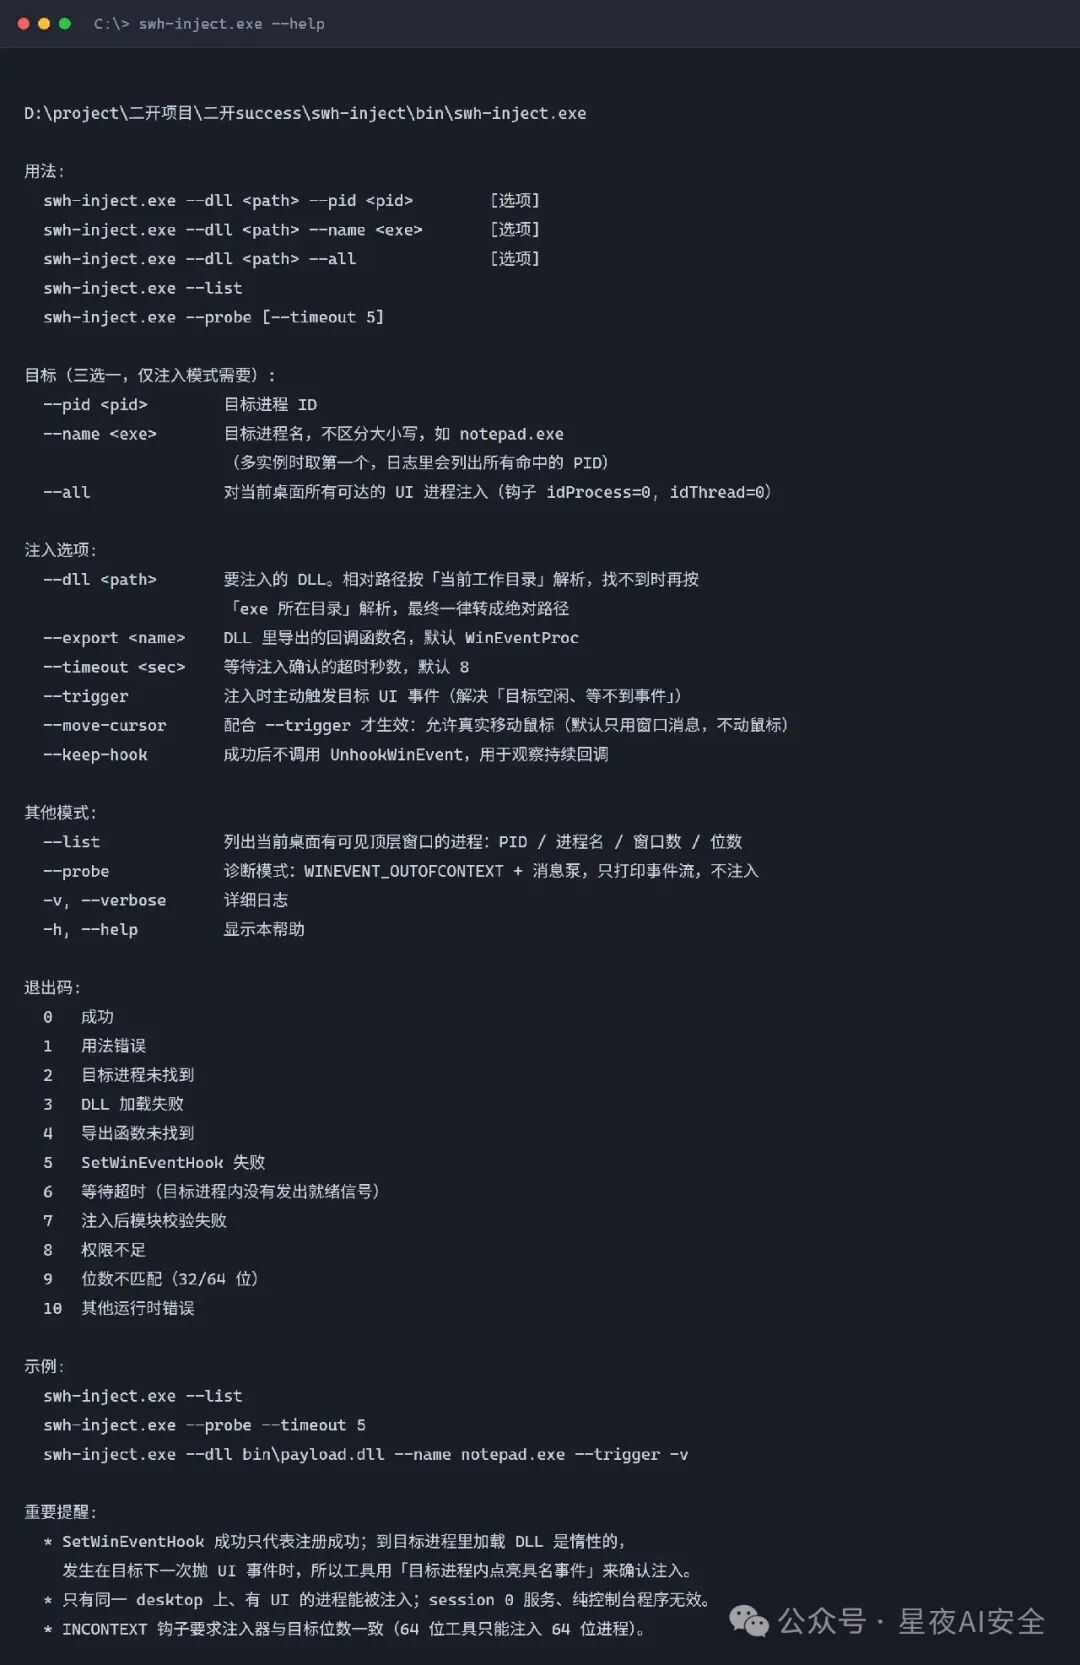 C:\> swh-inject.exe --help
D:\project\二开项目\二开success\swh-inject\bin\swh-inject.exe
用法:
swh-inject.exe --dll <path> --pid <pid> [选项]
swh-inject.exe --dll <path> --name <exe> [选项]
swh-inject.exe --dll <path> --all [选项]
swh-inject.exe --list
swh-inject.exe --probe [--timeout 5]
目标（三选一，仅注入模式需要）:
--pid <pid> 目标进程 ID
--name <exe> 目标进程名，不区分大小写，如 notepad.exe
（多实例时取第一个，日志里会列出所有命中的 PID）
--all 对当前桌面所有可达的 UI 进程注入（钩子 idProcess=0, idThread=0）
注入选项:
--dll <path> 要注入的 DLL。相对路径按「当前工作目录」解析，找不到时再按
「exe 所在目录」解析，最终一律转成绝对路径
--export <name> DLL 里导出的回调函数名，默认 WinEventProc
--timeout <sec> 等待注入确认的超时秒数，默认 8
--trigger 注入时主动触发目标 UI 事件（解决「目标空闲、等不到事件」）
--move-cursor 配合 --trigger 才生效: 允许真实移动鼠标（默认只用窗口消息，不动鼠标）
--keep-hook 成功后不调用 UnhookWinEvent，用于观察持续回调
其他模式:
--list 列出当前桌面有可见顶层窗口的进程: PID / 进程名 / 窗口数 / 位数
--probe 诊断模式: WINEVENT_OUTOFCONTEXT + 消息泵，只打印事件流，不注入
-v, --verbose 详细日志
-h, --help 显示本帮助
退出码:
0 成功
1 用法错误
2 目标进程未找到
3 DLL 加载失败
4 导出函数未找到
5 SetWinEventHook 失败
6 等待超时（目标进程内没有发出就绪信号）
7 注入后模块校验失败
8 权限不足
9 位数不匹配（32/64 位）
10 其他运行时错误
示例:
swh-inject.exe --list
swh-inject.exe --probe --timeout 5
swh-inject.exe --dll bin\payload.dll --name notepad.exe --trigger -v
重要提醒:
* SetWinEventHook 成功只代表注册成功；到目标进程里加载 DLL 是惰性的，
发生在目标下一次抛 UI 事件时，所以工具用「目标进程内点亮具名事件」来确认注入。
* 只有同一 desktop 上、有 UI 的进程能被注入；session 0 服务、纯控制台程序无效。
* INCONTEXT 钩子要求注入器与目标位数一致（64 位工具只能注入 64 位进程）。
公众号 · 星夜AI安全